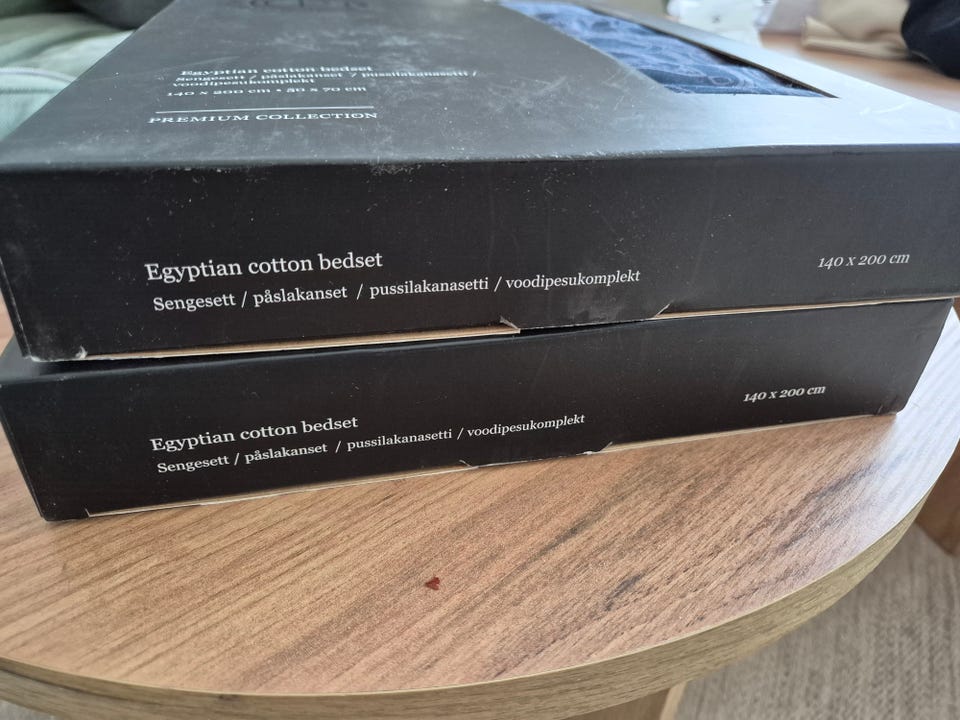 Egyptian cotton bedset
Sengesett / påslakanset / pussilakanasetti /
voodipesukomplekt
140 x 200 cm • 50 x 70 cm
PREMIUM COLLECTION
Egyptian cotton bedset
Sengesett / påslakanset / pussilakanasetti / voodipesukomplekt
140 x 200 cm
Egyptian cotton bedset
Sengesett / påslakanset / pussilakanasetti / voodipesukomplekt
140 x 200 cm